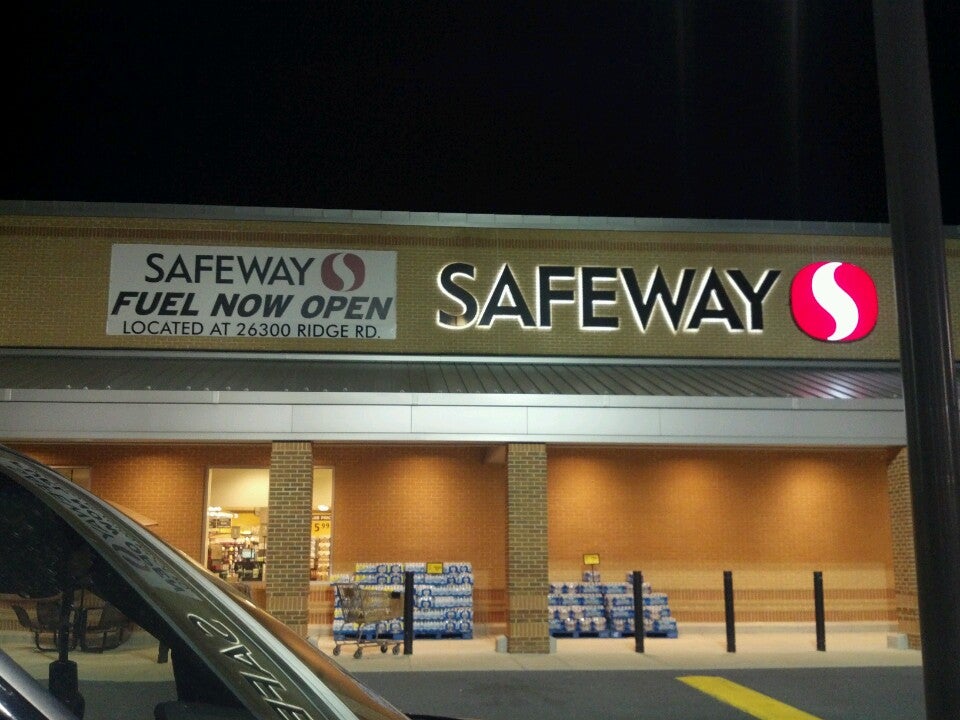 SAFEWAY
FUEL NOW OPEN
LOCATED AT 26300 RIDGE RD.
SAFEWAY
5.99